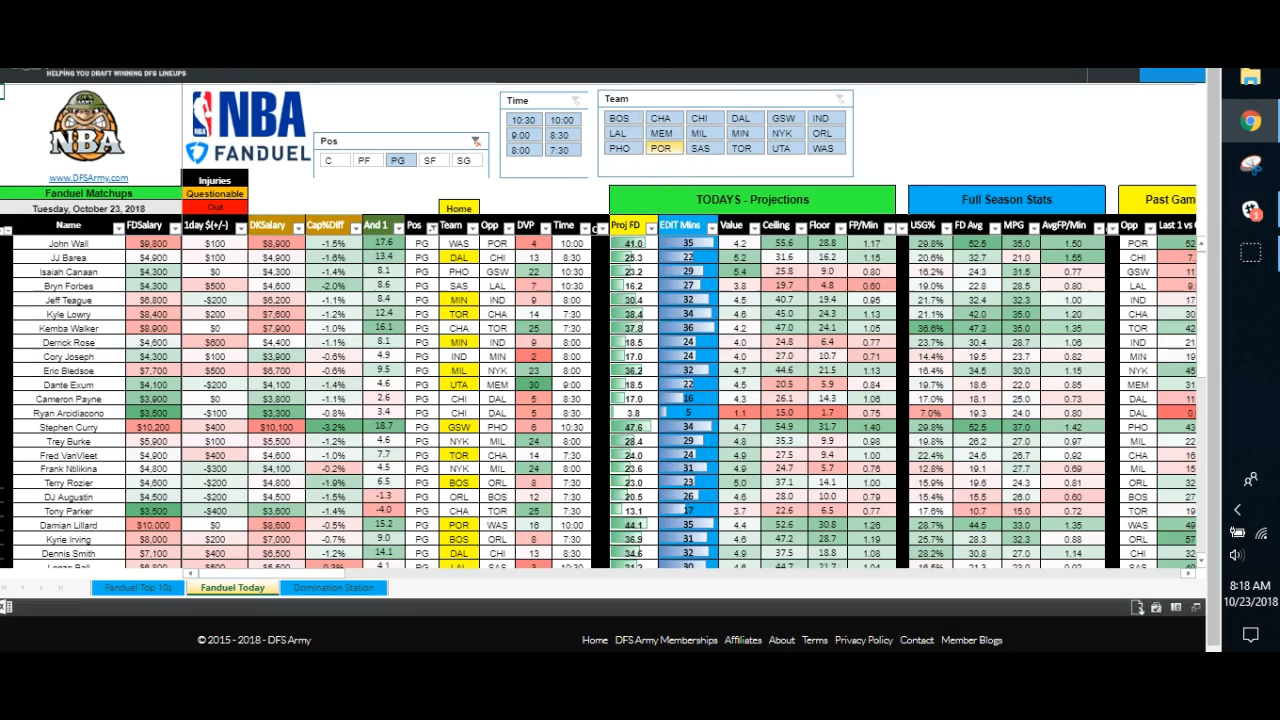 HELPING YOU DRAFT WINNING DFS LINEUPS
DFS ARMY
NBA
www.DFSArmy.com
NBA
FANDUEL
Pos
C PF PG SF SG
Time
10:30 10:00
9:00 8:30
8:00 7:30
Team
BOS CHA CHI DAL GSW IND
LAL MEM MIL MIN NYK ORL
PHO POR SAS TOR UTA WAS
Injuries
Fanduel Matchups Questionable
Tuesday, October 23, 2018 Out Home TODAYS - Projections Full Season Stats Past Gam
Name FDSalary 1day $(+/-) DKSalary Cap%Diff And 1 Pos Team Opp DVP Time Proj FD EDIT Mins Value Ceiling Floor FP/Min USG% FD Avg MPG AvgFP/Min Opp Last 1 vs
John Wall $9,800 $100 $8,900 -1.5% 17.6 PG WAS POR 4 10:00 41.0 35 4.2 55.6 28.8 1.17 29.8% 52.5 35.0 1.50 POR 52
JJ Barea $4,900 $100 $4,900 -1.6% 13.4 PG DAL CHI 13 8:30 25.3 22 5.2 31.6 16.2 1.15 20.6% 32.7 21.0 1.55 CHI 7.
Isaiah Canaan $4,300 $0 $4,300 -1.4% 8.1 PG PHO GSW 22 10:30 23.2 29 5.4 25.8 9.0 0.80 16.2% 24.3 31.5 0.77 GSW 11
Bryn Forbes $4,300 $500 $4,600 -2.0% 8.6 PG SAS LAL 7 10:30 16.2 27 3.8 19.7 4.8 0.60 19.0% 22.8 28.5 0.80 LAL 9.
Jeff Teague $6,800 -$200 $6,200 -1.1% 8.4 PG MIN IND 9 8:00 30.4 32 4.5 40.7 19.4 0.95 21.7% 32.4 32.3 1.00 IND 31
Kyle Lowry $8,400 $200 $7,600 -1.2% 12.4 PG TOR CHA 14 7:30 38.4 34 4.6 45.0 24.3 1.13 21.1% 42.0 35.0 1.20 CHA 34
Kemba Walker $8,900 $0 $7,900 -1.0% 16.1 PG CHA TOR 25 7:30 37.8 36 4.2 47.0 24.1 1.05 36.6% 47.3 35.0 1.35 TOR 42
Derrick Rose $4,600 $600 $4,400 -1.1% 8.1 PG MIN IND 9 8:00 18.5 24 4.0 24.8 6.4 0.77 23.7% 30.4 28.7 1.06 IND 21
Cory Joseph $4,300 $100 $3,900 -0.6% 4.9 PG IND MIN 2 8:00 17.0 24 4.0 27.0 10.7 0.71 14.4% 19.5 23.7 0.82 MIN 19
Eric Bledsoe $7,700 $500 $6,700 -0.6% 9.5 PG MIL NYK 23 8:00 36.2 32 4.7 44.6 21.5 1.13 16.4% 34.5 30.0 1.15 NYK 45
Dante Exum $4,100 -$200 $4,100 -1.4% 4.6 PG UTA MEM 30 9:00 18.5 22 4.5 20.5 5.9 0.84 19.7% 18.6 22.0 0.85 MEM 31
Cameron Payne $3,900 $0 $3,800 -1.1% 2.6 PG CHI DAL 5 8:30 17.0 16 4.3 26.1 14.3 1.06 17.0% 18.1 25.0 0.73 DAL 24
Ryan Arcidiacono $3,500 -$100 $3,300 -0.8% 3.4 PG CHI DAL 5 8:30 3.8 5 1.1 15.0 1.7 0.75 7.0% 19.3 24.0 0.80 DAL 0.
Stephen Curry $10,200 $400 $10,100 -3.2% 18.7 PG GSW PHO 6 10:30 47.6 34 4.7 54.9 31.7 1.40 29.8% 52.5 37.0 1.42 PHO 43
Trey Burke $5,900 $100 $5,500 -1.2% 4.6 PG NYK MIL 24 8:00 28.4 29 4.8 35.3 9.9 0.98 24.2% 26.2 27.0 0.97 MIL 22
Fred VanVleet $4,900 $400 $4,400 -1.0% 7.7 PG TOR CHA 14 7:30 24.0 24 4.9 27.5 9.4 1.00 22.6% 24.6 26.7 0.92 CHA 24
Frank Ntilikina $4,800 -$300 $4,100 -0.2% 4.6 PG NYK MIL 24 8:00 23.6 31 4.9 24.7 5.7 0.76 12.8% 19.1 27.7 0.69 MIL 15
Terry Rozier $4,600 -$200 $4,800 -1.9% 6.5 PG BOS ORL 8 7:30 23.0 23 5.0 37.1 14.1 1.00 15.9% 19.6 24.3 0.81 ORL 30
DJ Augustin $4,500 -$200 $4,000 -0.5% -1.3 PG ORL BOS 12 7:30 20.5 26 4.6 28.0 10.0 0.79 15.4% 15.5 26.0 0.60 BOS 27
Tony Parker $3,500 -$400 $3,600 -1.4% -4.0 PG CHA TOR 25 7:30 13.1 17 3.7 22.6 6.5 0.77 17.9% 10.7 15.0 0.72 TOR 19
Damian Lillard $10,000 $0 $8,600 -0.5% 15.2 PG POR WAS 16 10:00 44.1 35 4.4 52.6 30.8 1.26 28.7% 44.5 33.0 1.35 WAS 49
Kyrie Irving $8,000 $200 $7,000 -0.7% 9.0 PG BOS ORL 8 7:30 36.9 31 4.6 47.2 28.7 1.19 21.6% 30.8 28.3 1.09 ORL 57
Dennis Smith $7,100 $400 $6,500 -1.2% 14.1 PG DAL CHI 13 8:30 34.6 32 4.9 37.5 18.8 1.08 28.2% 30.8 27.0 1.14 CHI 32
Fanduel Top 10s Fanduel Today Domination Station
© 2015 - 2018 - DFS Army Home DFS Army Memberships Affiliates About Terms Privacy Policy Contact Member Blogs
8:18 AM
10/23/2018